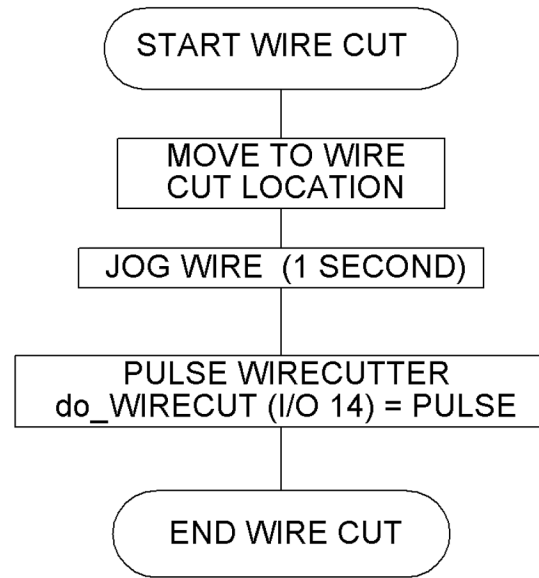 START WIRE CUT
MOVE TO WIRE
CUT LOCATION
JOG WIRE (1 SECOND)
PULSE WIRECUTTER
do_WIRECUT (I/O 14) = PULSE
END WIRE CUT